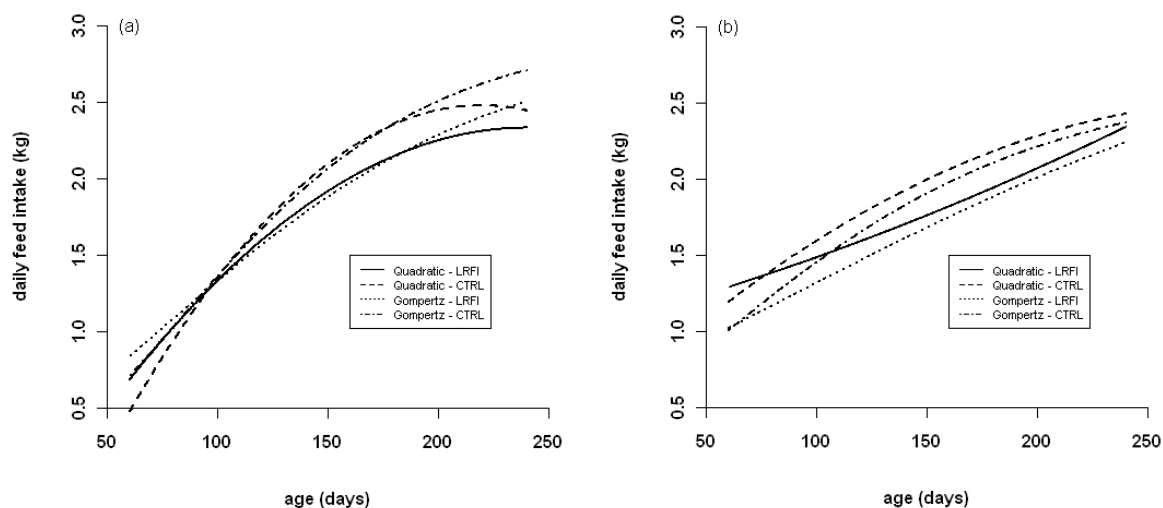 (a)
daily feed intake (kg)
3.0
2.5
2.0
1.5
1.0
0.5
Quadratic - LRFI
Quadratic - CTRL
Gompertz - LRFI
Gompertz - CTRL
50 100 150 200 250
age (days)
(b)
daily feed intake (kg)
3.0
2.5
2.0
1.5
1.0
0.5
Quadratic - LRFI
Quadratic - CTRL
Gompertz - LRFI
Gompertz - CTRL
50 100 150 200 250
age (days)